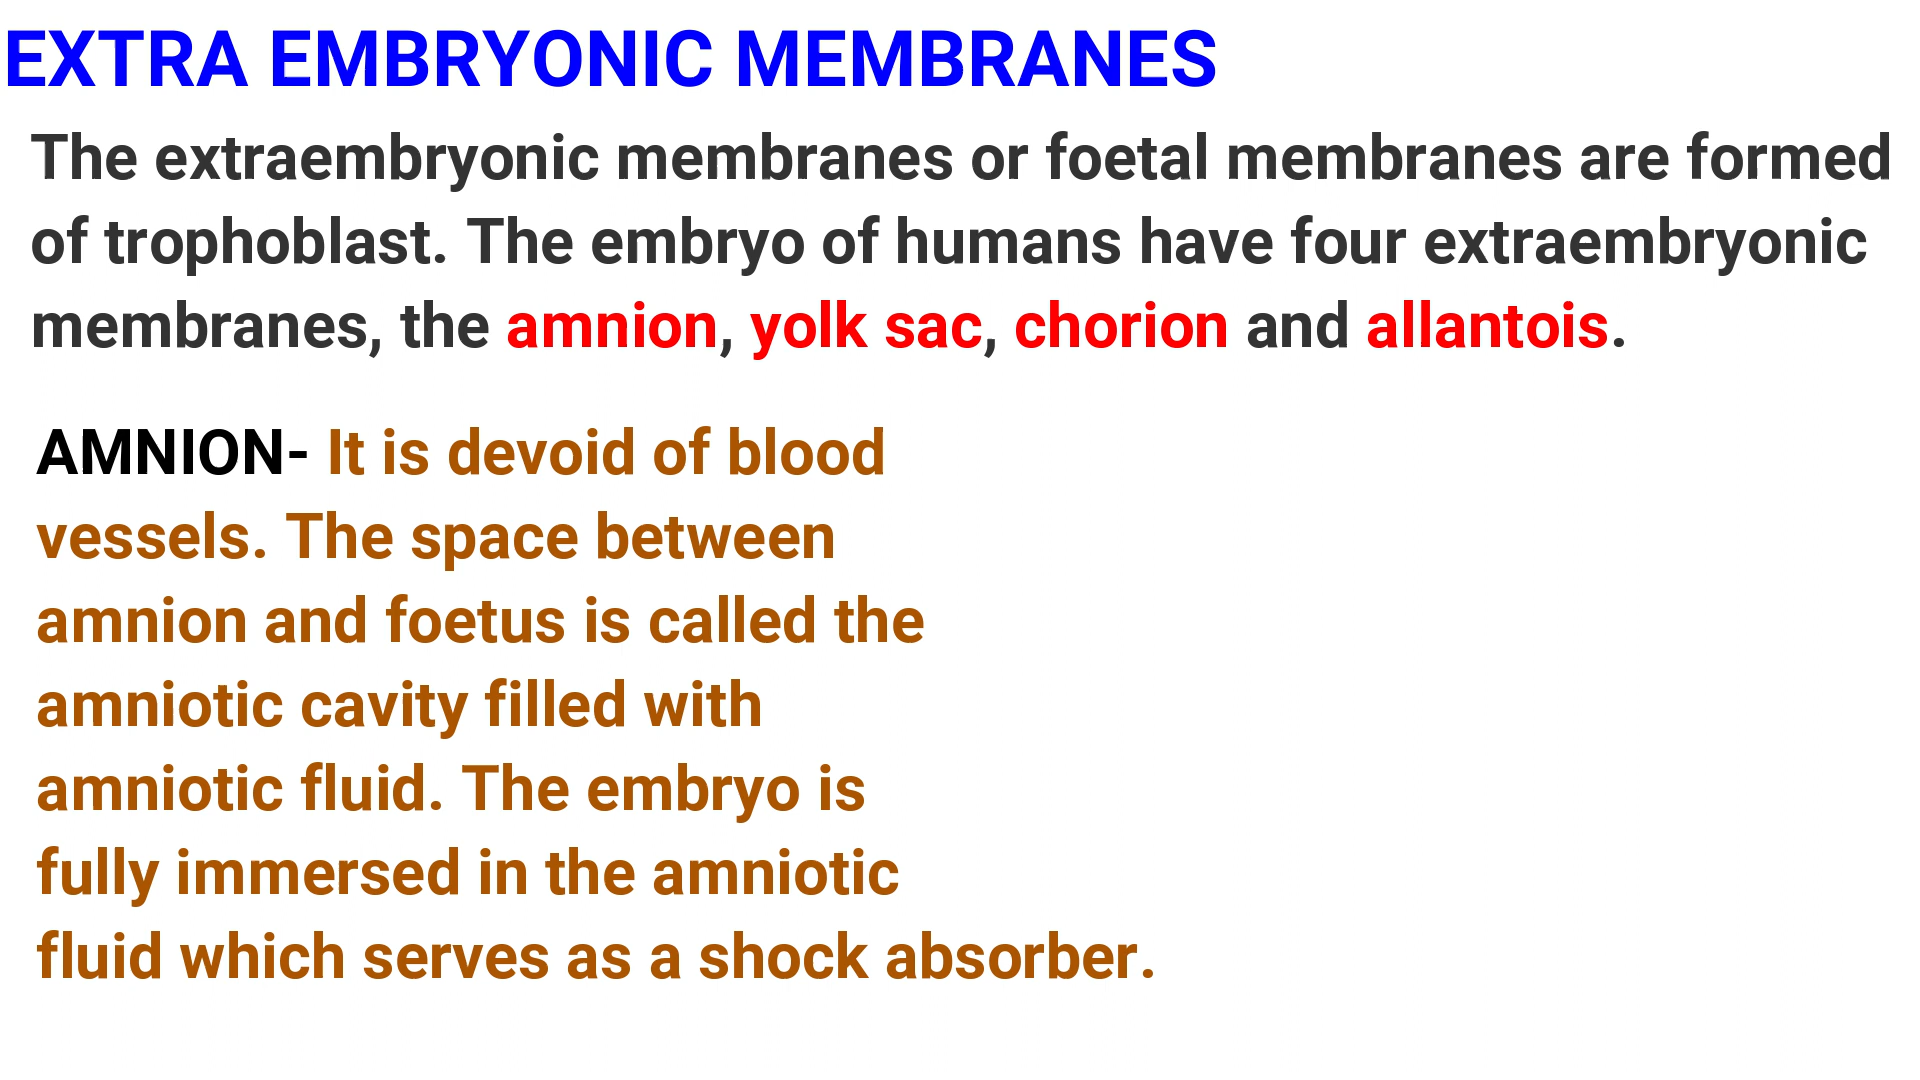 EXTRA EMBRYONIC MEMBRANES
The extraembryonic membranes or foetal membranes are formed
of trophoblast. The embryo of humans have four extraembryonic
membranes, the amnion, yolk sac, chorion and allantois.
AMNION- It is devoid of blood
vessels. The space between
amnion and foetus is called the
amniotic cavity filled with
amniotic fluid. The embryo is
fully immersed in the amniotic
fluid which serves as a shock absorber.